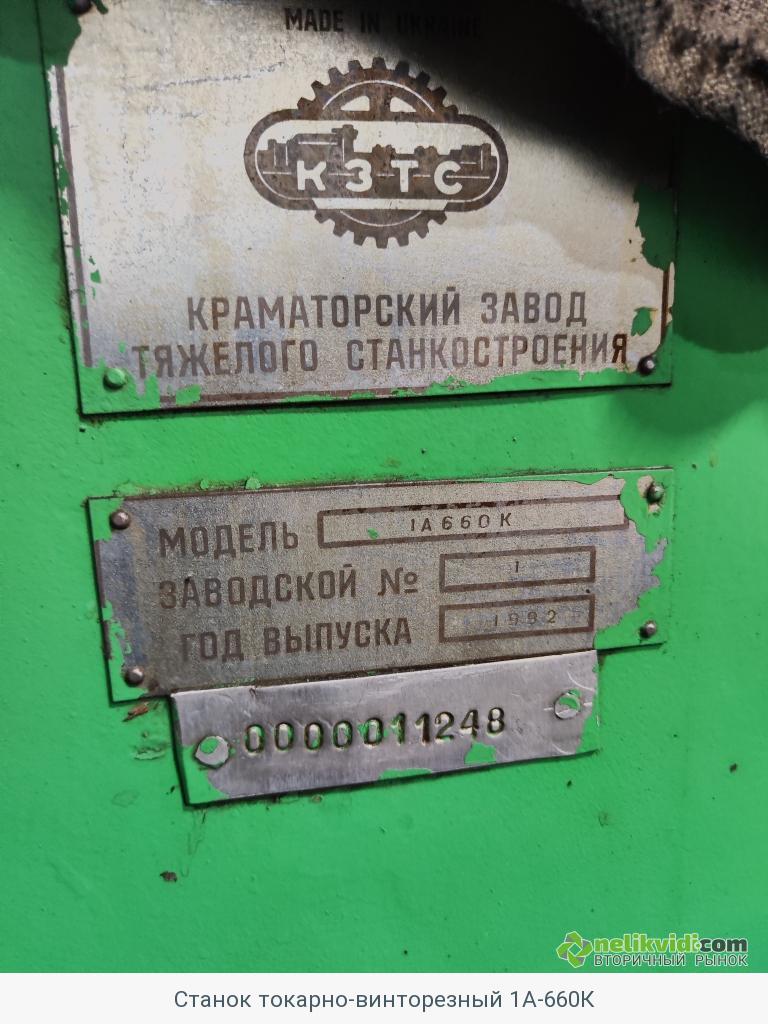 MADE IN UKRAINE
КЗТС
КРАМАТОРСКИЙ ЗАВОД
ТЯЖЕЛОГО СТАНКОСТРОЕНИЯ
МОДЕЛЬ 1А660К
ЗАВОДСКОЙ № 1
ГОД ВЫПУСКА 1992
0000011248
nelikvidi.com
ВТОРИЧНЫЙ РЫНОК
Станок токарно-винторезный 1А-660К